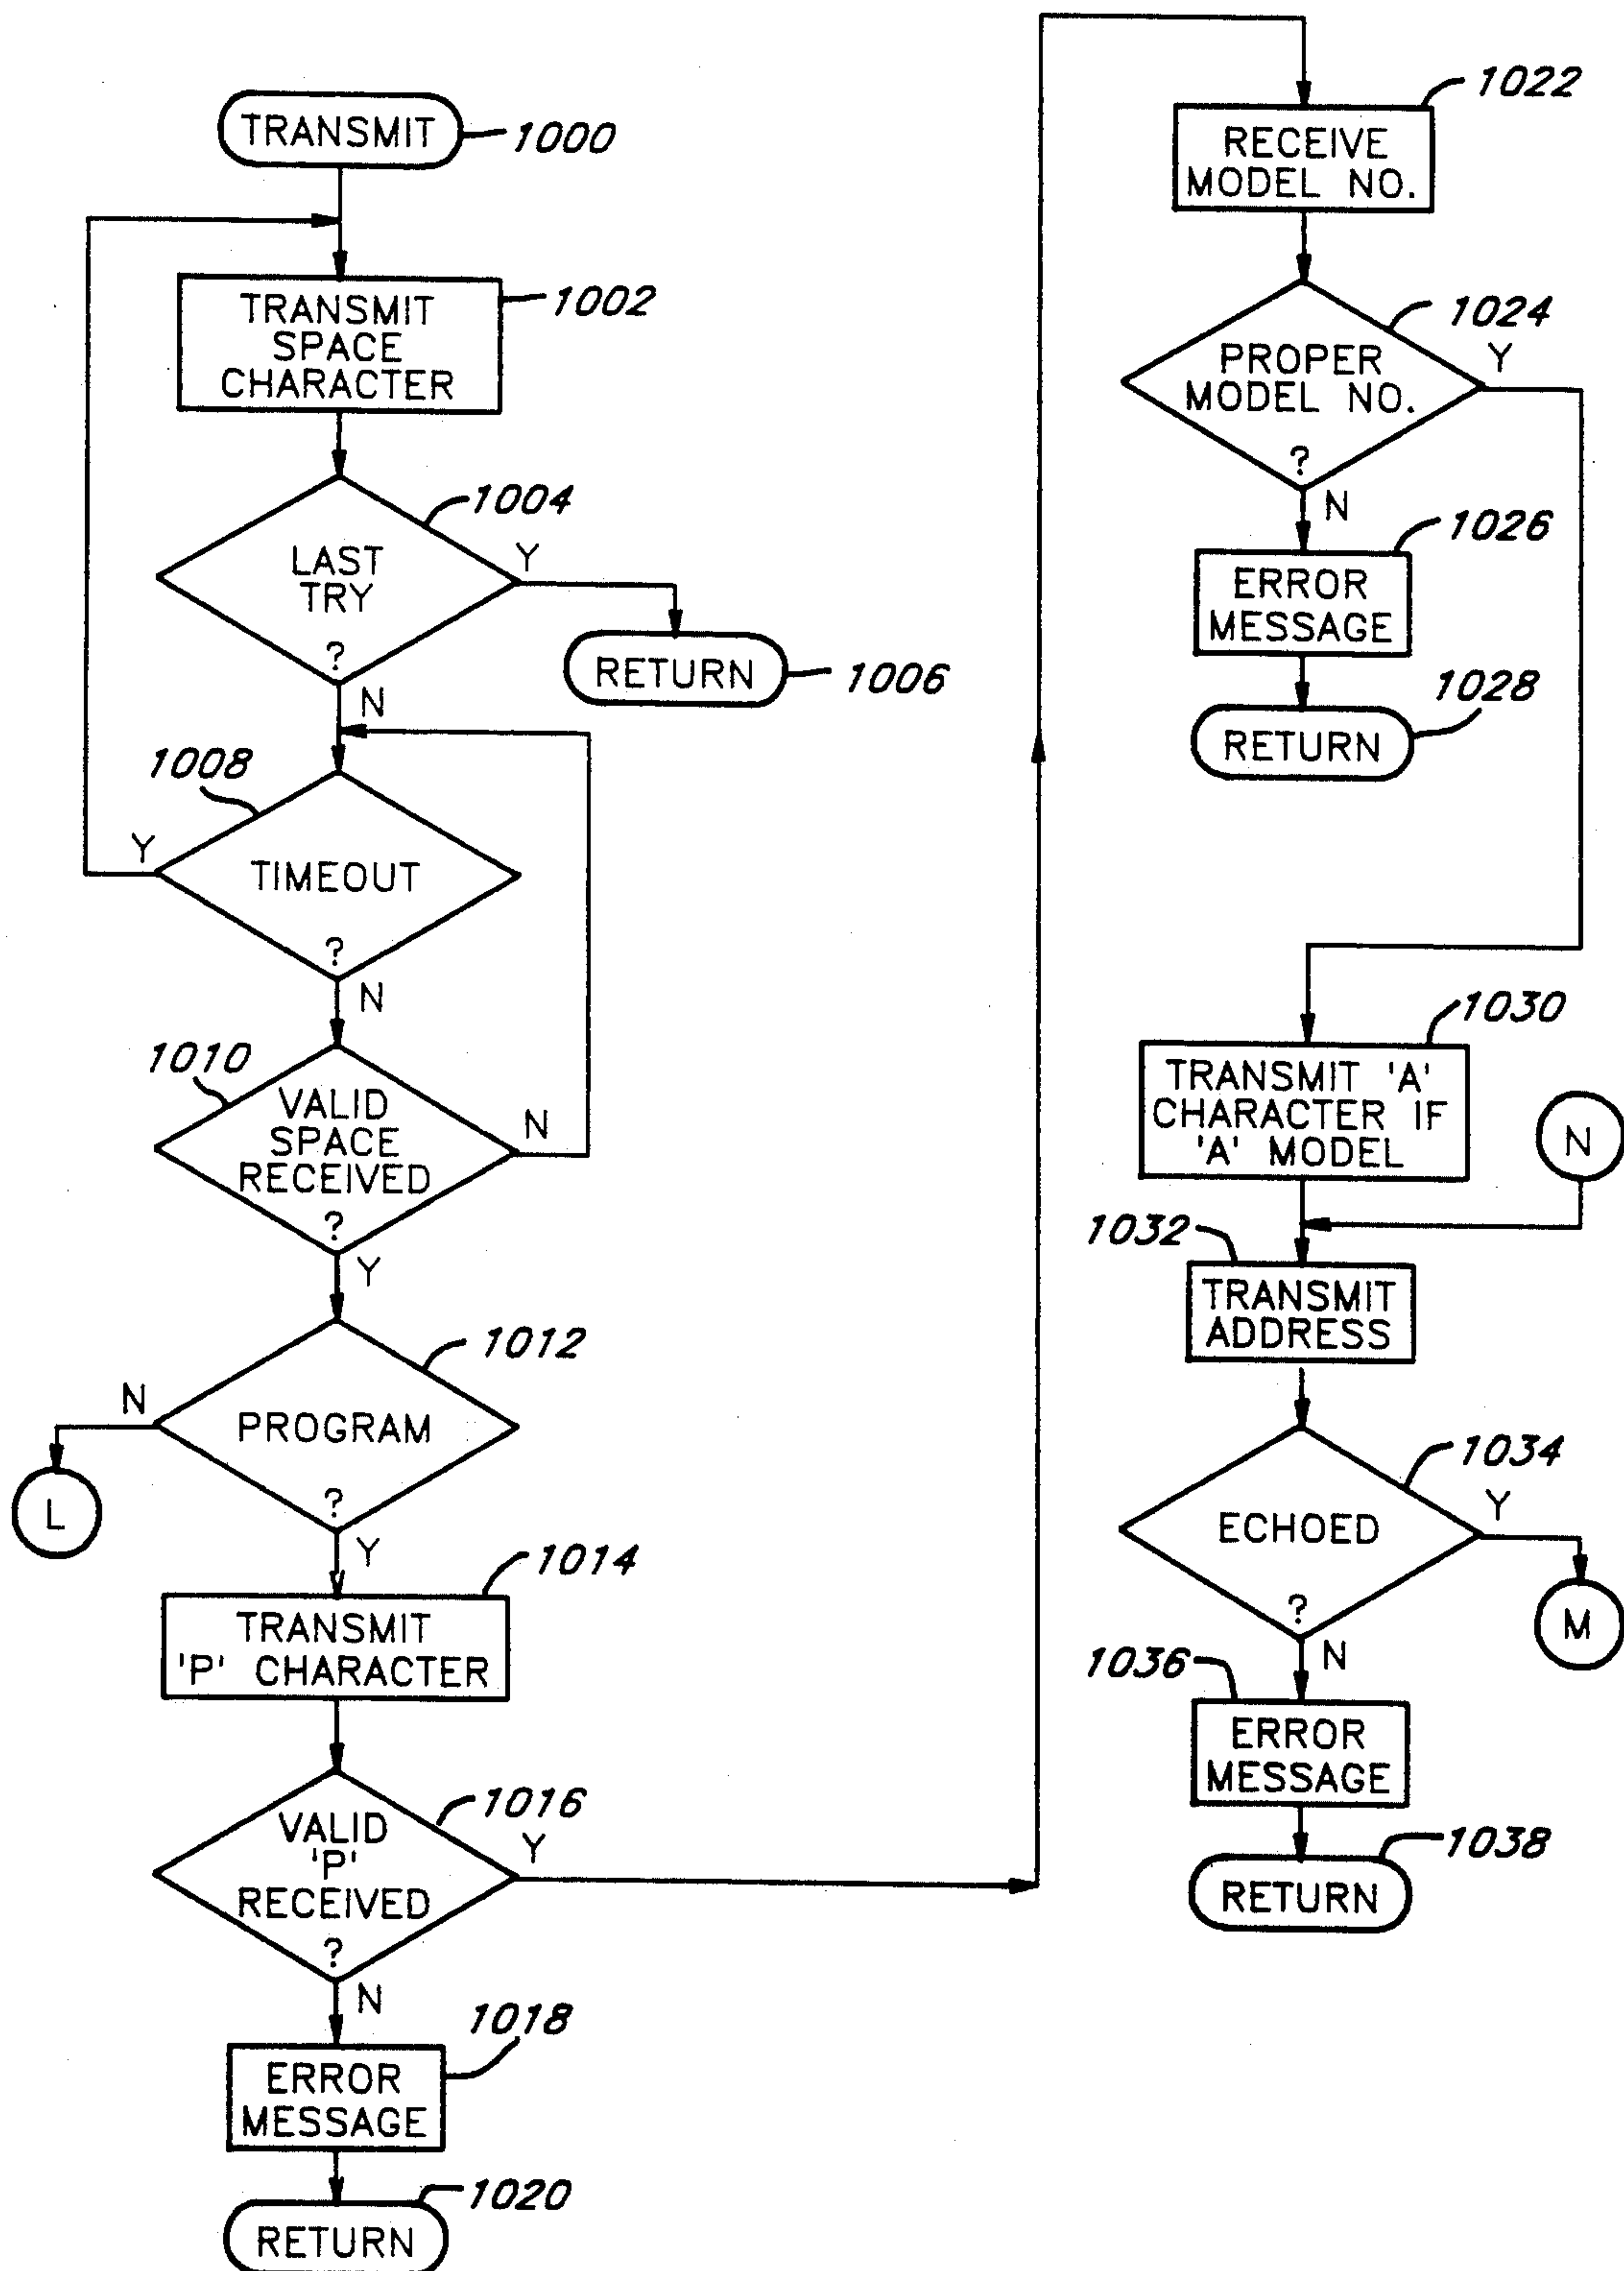 TRANSMIT
1000
TRANSMIT
SPACE
CHARACTER
1002
LAST
TRY
?
1004
Y
N
RETURN
1006
1008
TIMEOUT
?
Y
N
1010
VALID
SPACE
RECEIVED
?
N
Y
1012
PROGRAM
?
N
L
Y
1014
TRANSMIT
'P' CHARACTER
1016
VALID
'P'
RECEIVED
?
Y
N
1018
ERROR
MESSAGE
1020
RETURN
1022
RECEIVE
MODEL NO.
1024
PROPER
MODEL NO.
?
Y
N
1026
ERROR
MESSAGE
1028
RETURN
1030
TRANSMIT 'A'
CHARACTER IF
'A' MODEL
N
1032
TRANSMIT
ADDRESS
1034
ECHOED
?
Y
M
N
1036
ERROR
MESSAGE
1038
RETURN